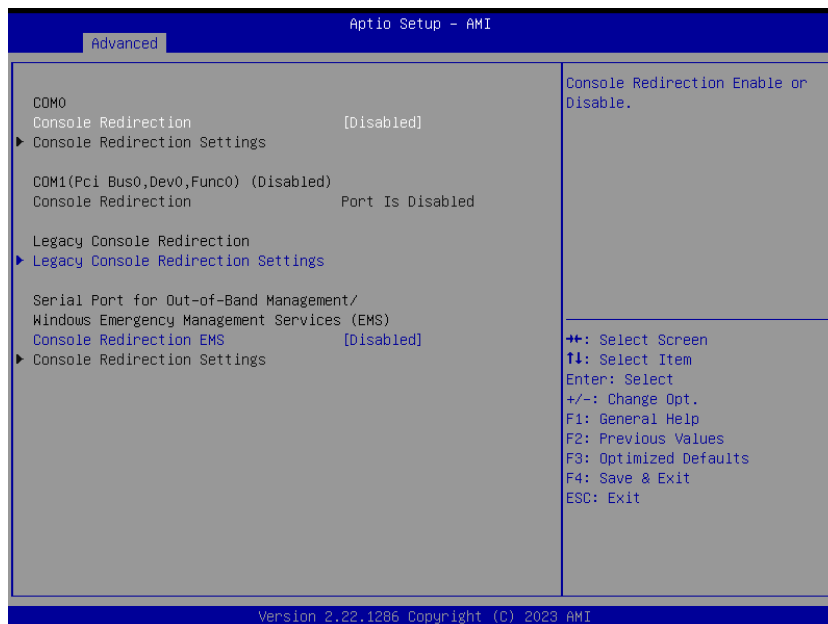 Aptio Setup – AMI
Advanced
COM0
Console Redirection [Disabled]
Console Redirection Settings
COM1(Pci Bus0,Dev0,Func0) (Disabled)
Console Redirection Port Is Disabled
Legacy Console Redirection
Legacy Console Redirection Settings
Serial Port for Out-of-Band Management/
Windows Emergency Management Services (EMS)
Console Redirection EMS [Disabled]
Console Redirection Settings
Console Redirection Enable or
Disable.
→←: Select Screen
↑↓: Select Item
Enter: Select
+/-: Change Opt.
F1: General Help
F2: Previous Values
F3: Optimized Defaults
F4: Save & Exit
ESC: Exit
Version 2.22.1286 Copyright (C) 2023 AMI